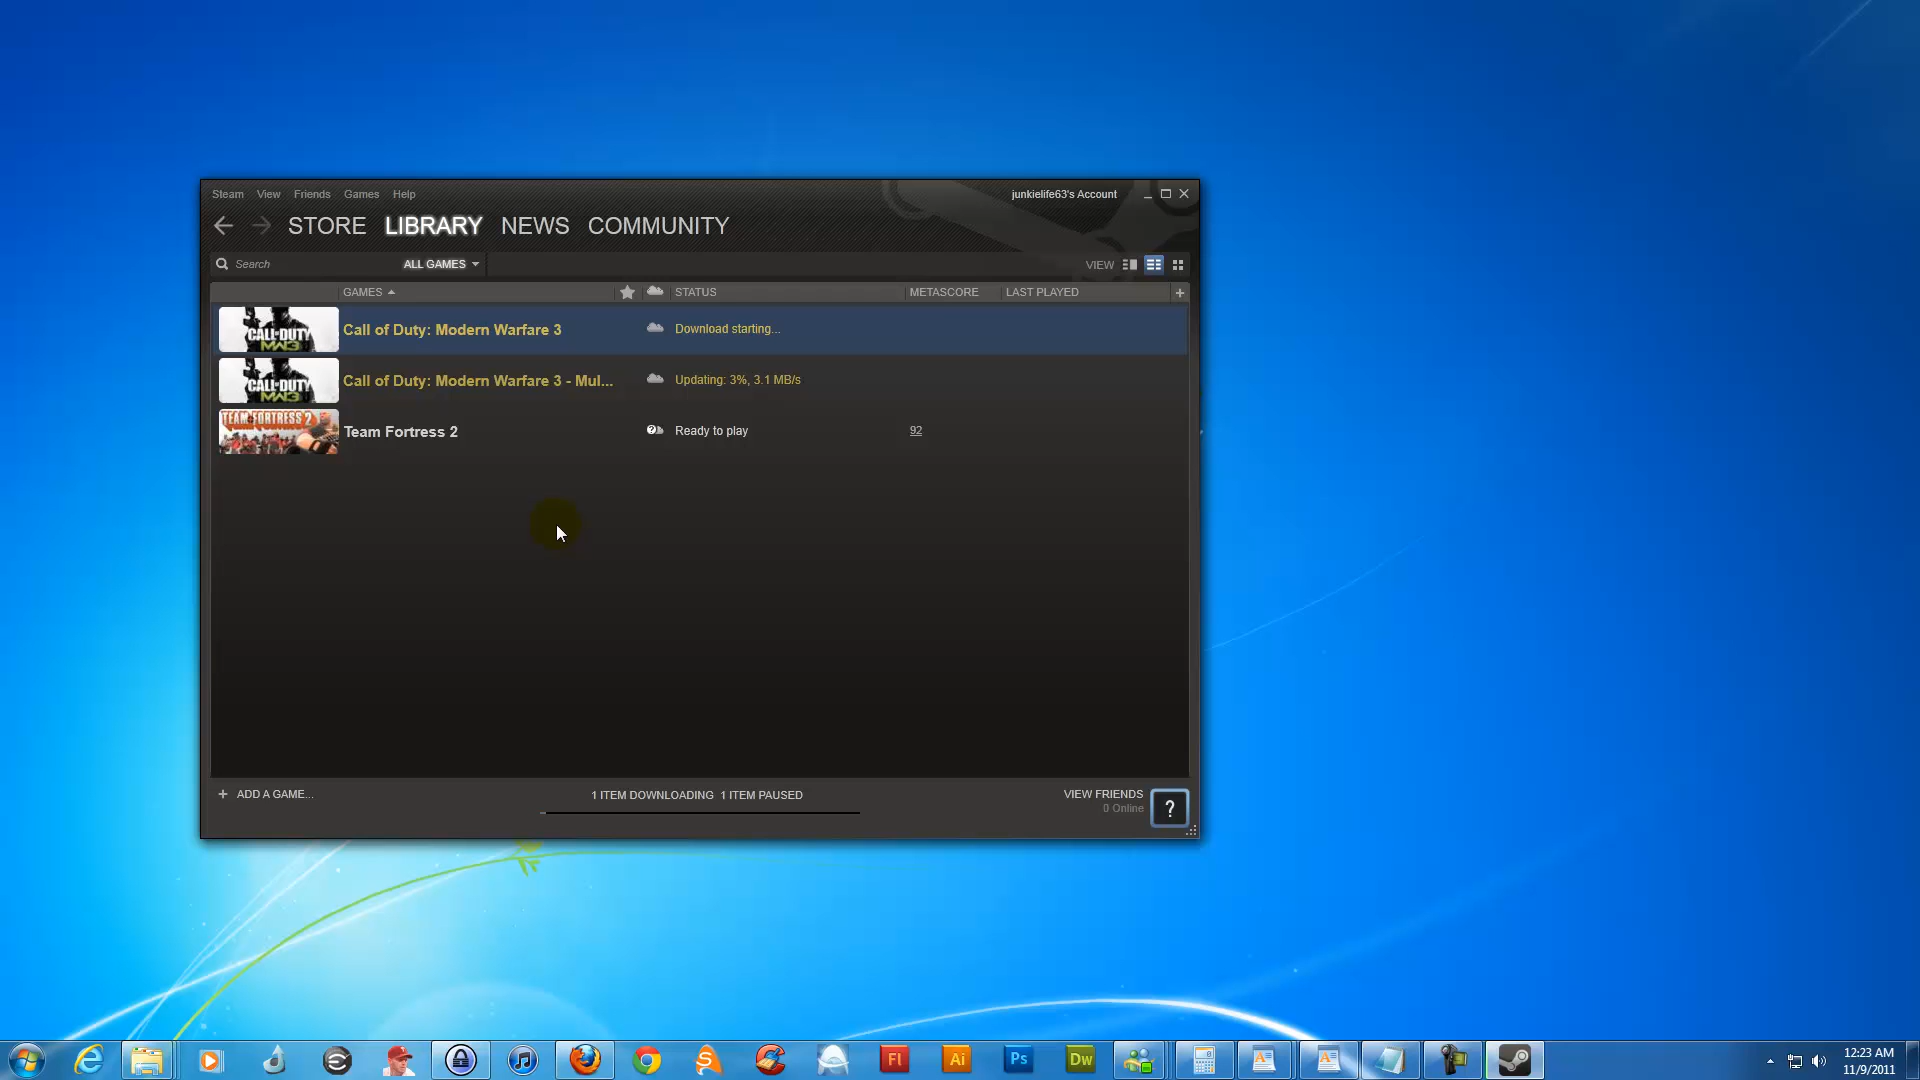 Steam View Friends Games Help
junkielife63's Account
STORE LIBRARY NEWS COMMUNITY
Search
ALL GAMES
VIEW
GAMES STATUS METASCORE LAST PLAYED
CALL OF DUTY
MW3
Call of Duty: Modern Warfare 3
Download starting...
CALL OF DUTY
MW3
Call of Duty: Modern Warfare 3 - Mul...
Updating: 3%, 3.1 MB/s
TEAM FORTRESS 2
Team Fortress 2
Ready to play
92
+ ADD A GAME...
1 ITEM DOWNLOADING 1 ITEM PAUSED
VIEW FRIENDS
0 Online
?
Fl
Ai
Ps
Dw
12:23 AM
11/9/2011